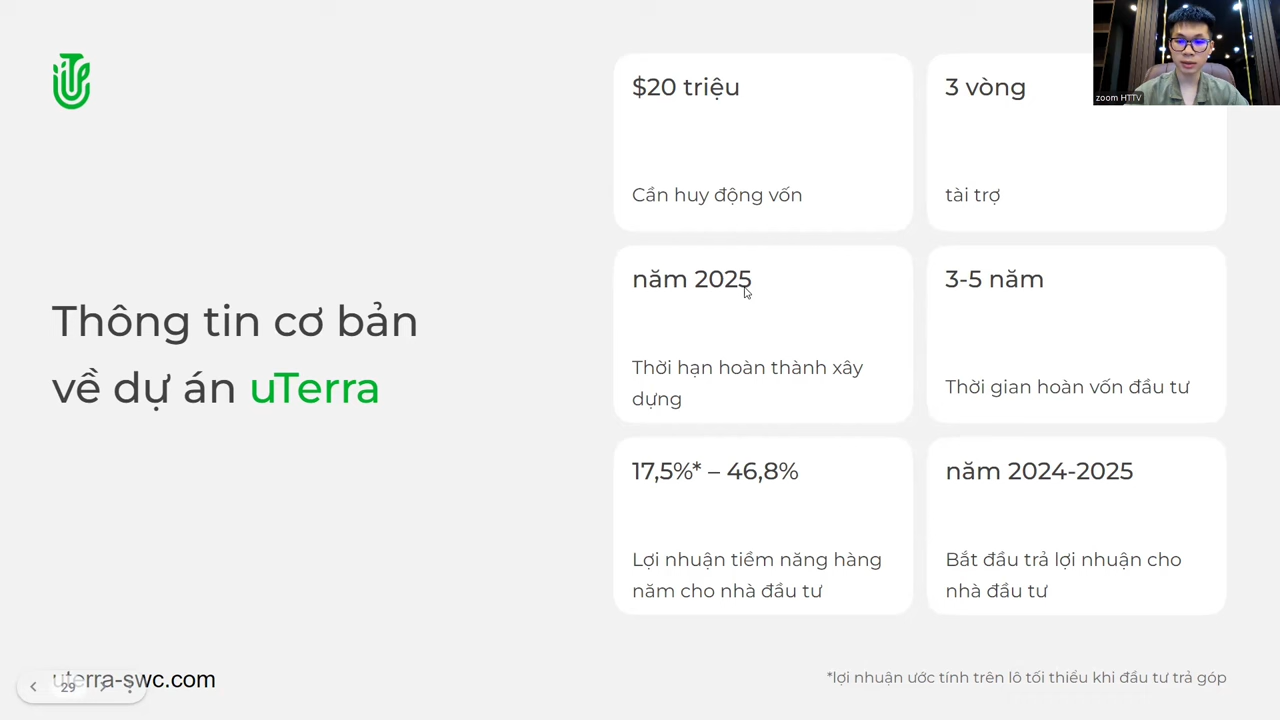 $20 triệu
Cần huy động vốn
3 vòng
tài trợ
zoom HTTV
năm 2025
Thời hạn hoàn thành xây
dựng
3-5 năm
Thời gian hoàn vốn đầu tư
Thông tin cơ bản
về dự án uTerra
17,5%* – 46,8%
Lợi nhuận tiềm năng hàng
năm cho nhà đầu tư
năm 2024-2025
Bắt đầu trả lợi nhuận cho
nhà đầu tư
uterra-swc.com
29
*lợi nhuận ước tính trên lô tối thiểu khi đầu tư trả góp